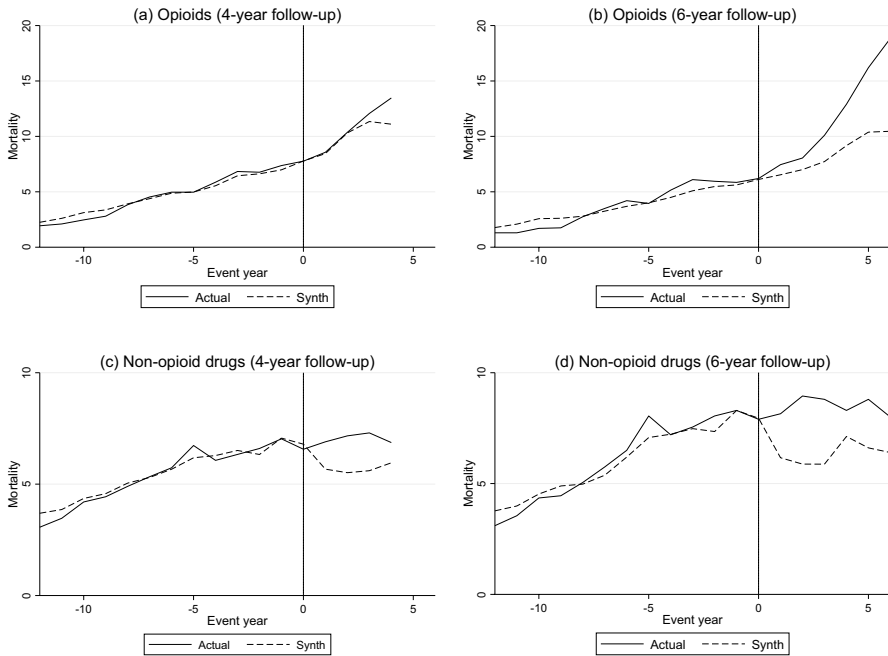 (a) Opioids (4-year follow-up)
20
15
10
5
0
Mortality
-10
-5
0
5
Event year
Actual
Synth
(b) Opioids (6-year follow-up)
20
15
10
5
0
Mortality
-10
-5
0
5
Event year
Actual
Synth
(c) Non-opioid drugs (4-year follow-up)
10
5
0
Mortality
-10
-5
0
5
Event year
Actual
Synth
(d) Non-opioid drugs (6-year follow-up)
10
5
0
Mortality
-10
-5
0
5
Event year
Actual
Synth